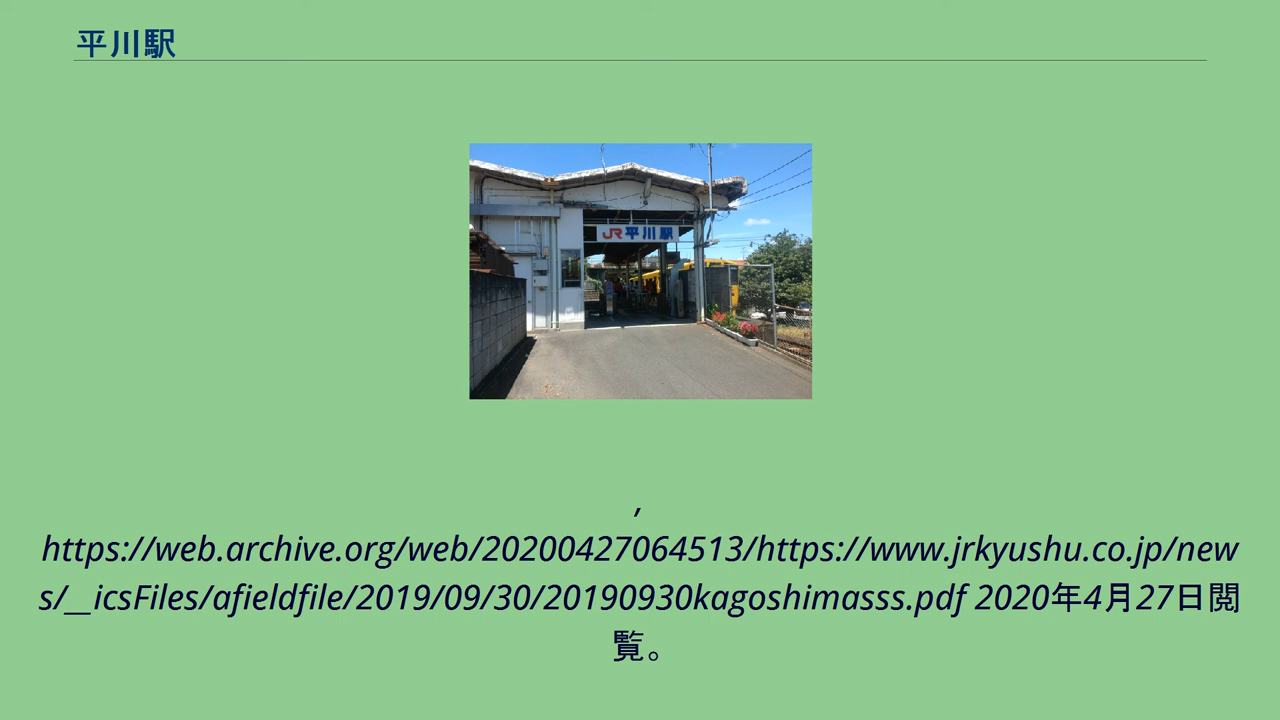 平川駅
JR平川駅
,
https://web.archive.org/web/20200427064513/https://www.jrkyushu.co.jp/new
s/__icsFiles/afieldfile/2019/09/30/20190930kagoshimasss.pdf 2020年4月27日閲
覧。